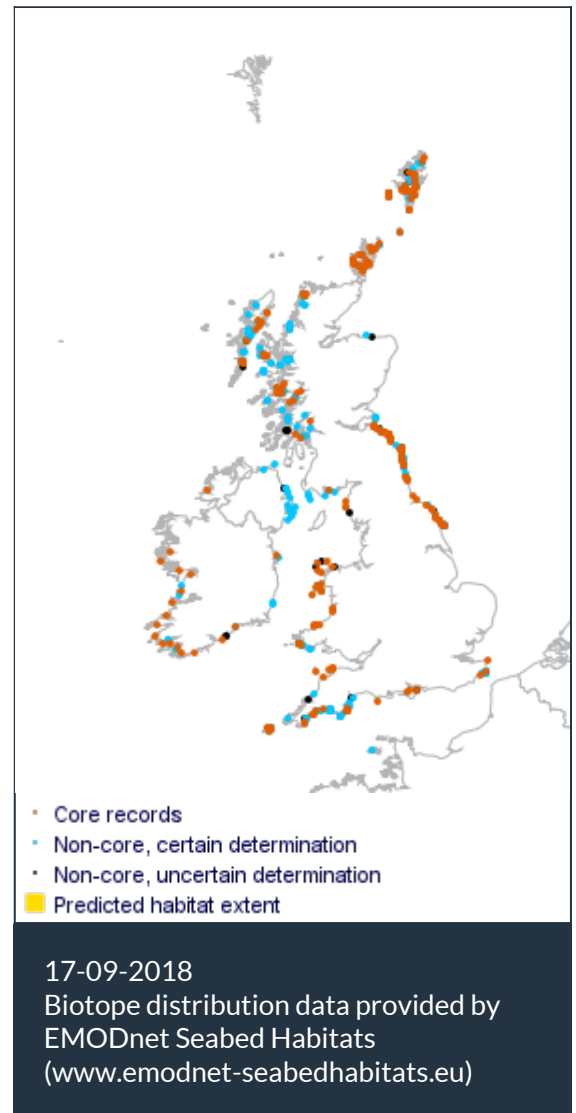 Core records
Non-core, certain determination
Non-core, uncertain determination
Predicted habitat extent
17-09-2018
Biotope distribution data provided by
EMODnet Seabed Habitats
(www.emodnet-seabedhabitats.eu)